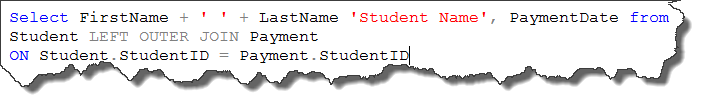 Select FirstName + ' ' + LastName 'Student Name', PaymentDate from
Student LEFT OUTER JOIN Payment
ON Student.StudentID = Payment.StudentID